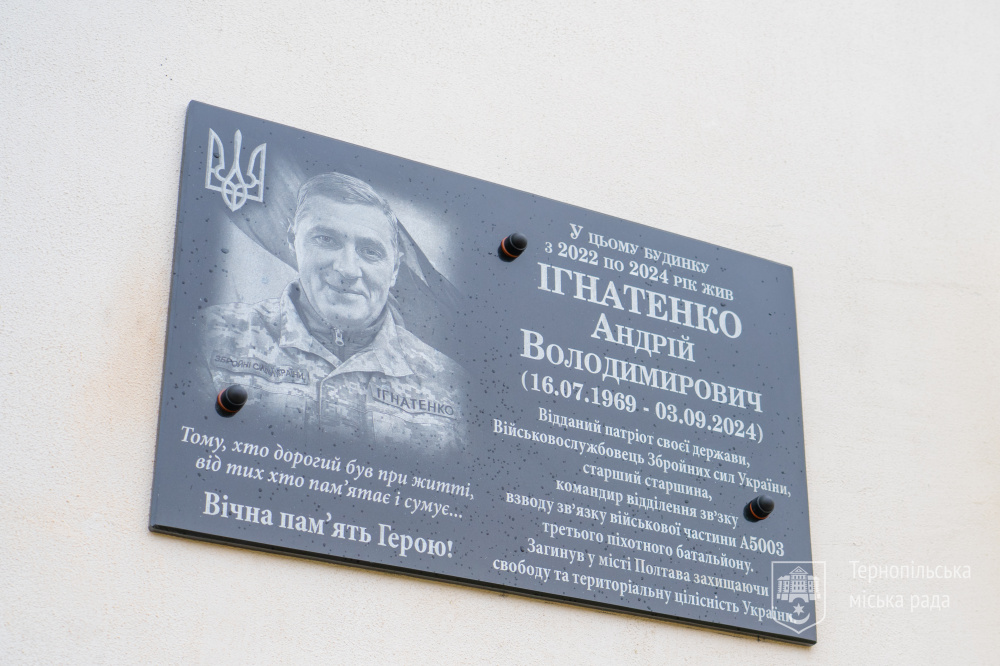 ЗБРОЙНІ СИЛИ УКРАЇНИ
ІГНАТЕНКО
Тому, хто дорогий був при житті,
від тих хто пам'ятає і сумує...
Вічна пам'ять Герою!
У цьому будинку
з 2022 по 2024 рік жив
ІГНАТЕНКО
Андрій
Володимирович
(16.07.1969 - 03.09.2024)
Відданий патріот своєї держави,
Військовослужбовець Збройних сил України,
старший старшина,
командир відділення зв'язку
взводу зв'язку військової частини А5003
третього піхотного батальйону.
Загинув у місті Полтава захищаючи
свободу та територіальну цілісність України.
Тернопільська
міська рада